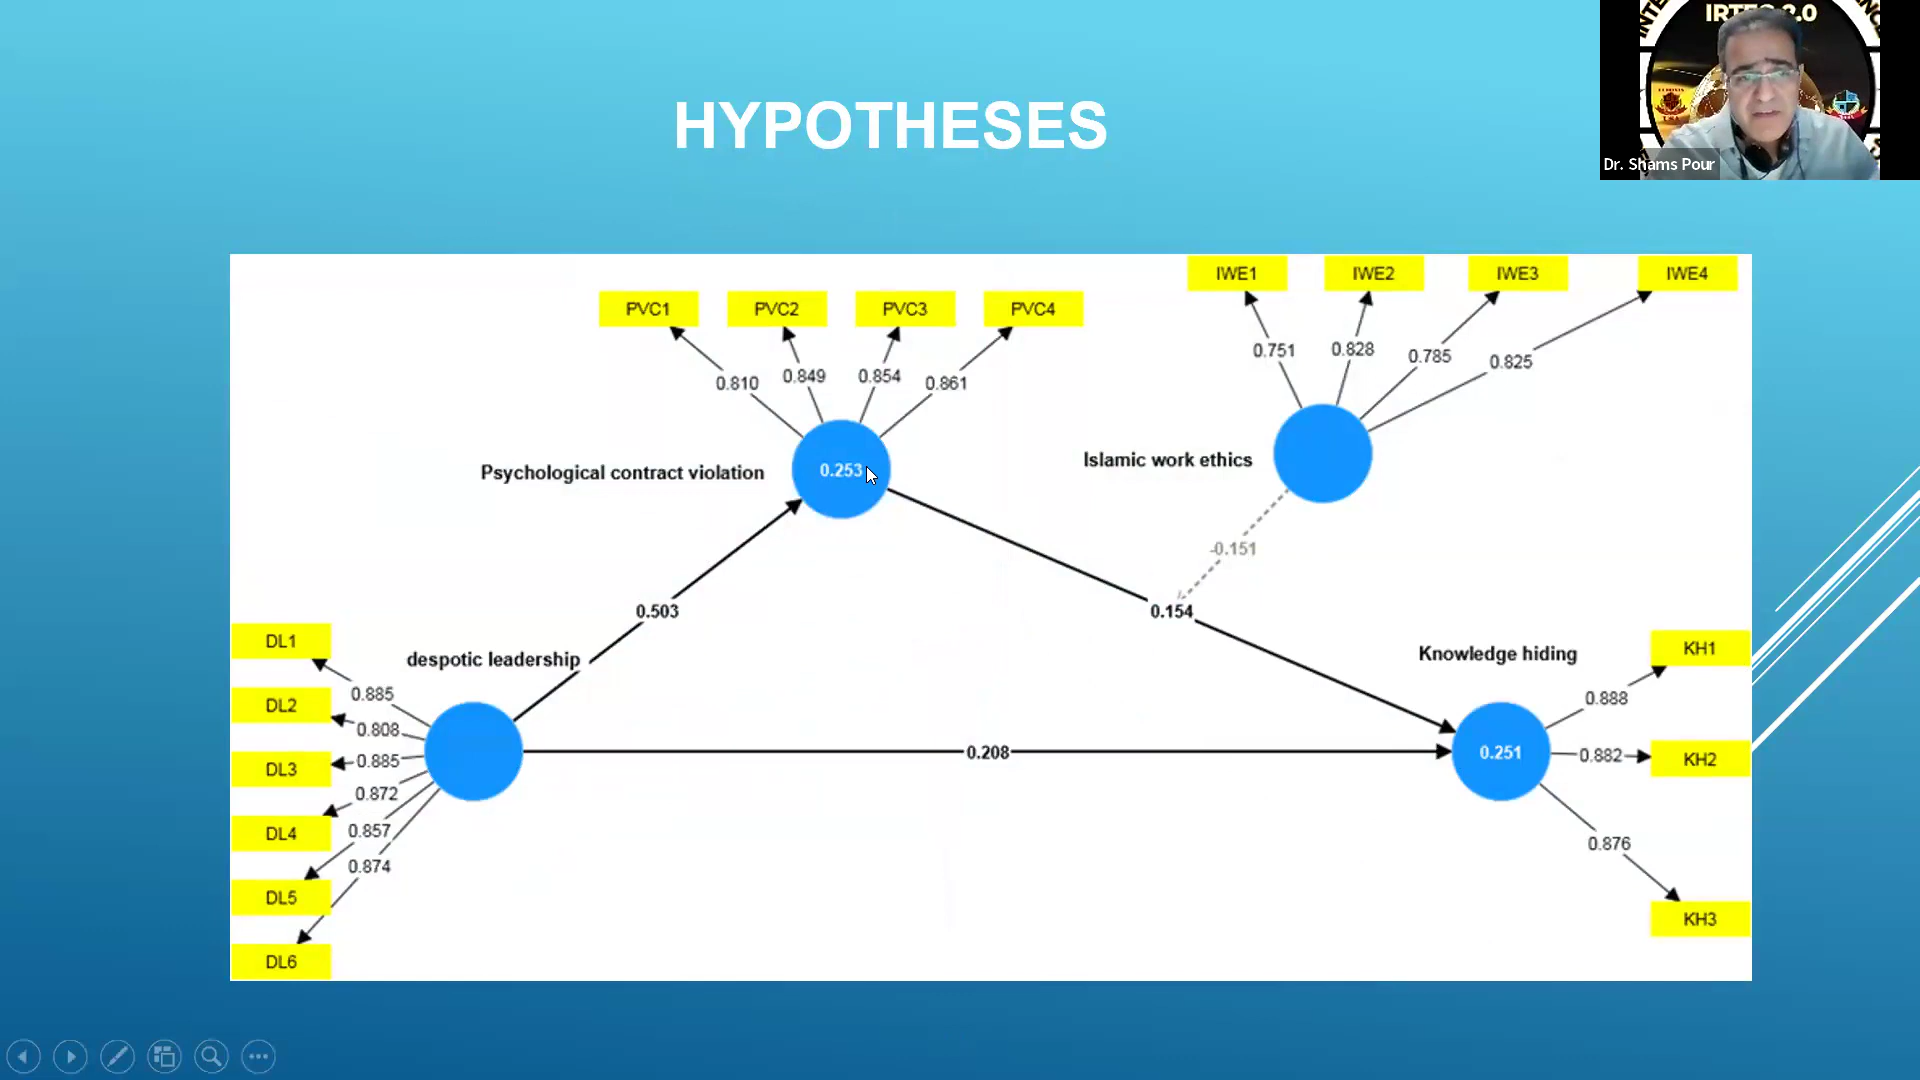 IRTEC 2.0
HYPOTHESES
Dr. Shams Pour
IWE1 IWE2 IWE3 IWE4
PVC1 PVC2 PVC3 PVC4
0.751 0.828 0.785 0.825
0.810 0.849 0.854 0.861
Psychological contract violation
0.253
Islamic work ethics
-0.151
0.503
0.154
despotic leadership
DL1
DL2
DL3
DL4
DL5
DL6
0.885
0.808
0.885
0.872
0.857
0.874
0.208
Knowledge hiding
0.251
0.888
0.882
0.876
KH1
KH2
KH3